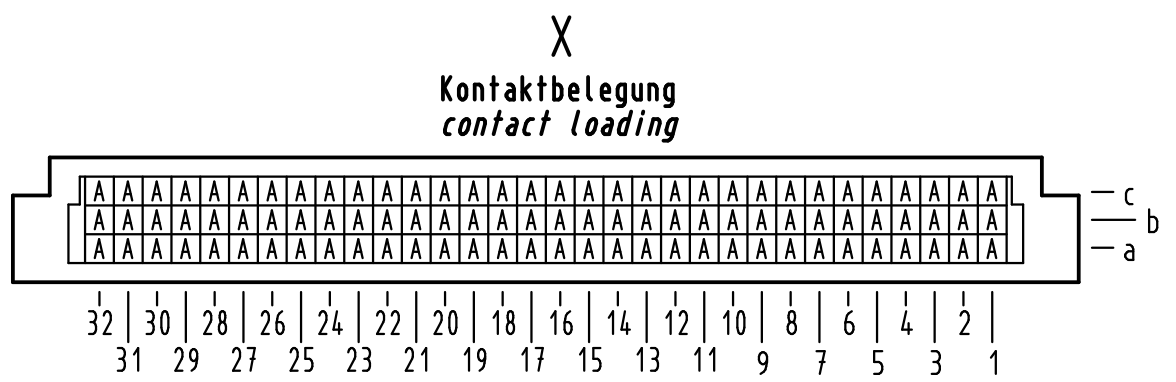 X
Kontaktbelegung
contact loading
A A A A A A A A A A A A A A A A A A A A A A A A A A A A A A A A c
A A A A A A A A A A A A A A A A A A A A A A A A A A A A A A A A b
A A A A A A A A A A A A A A A A A A A A A A A A A A A A A A A A a
32 30 28 26 24 22 20 18 16 14 12 10 8 6 4 2
31 29 27 25 23 21 19 17 15 13 11 9 7 5 3 1